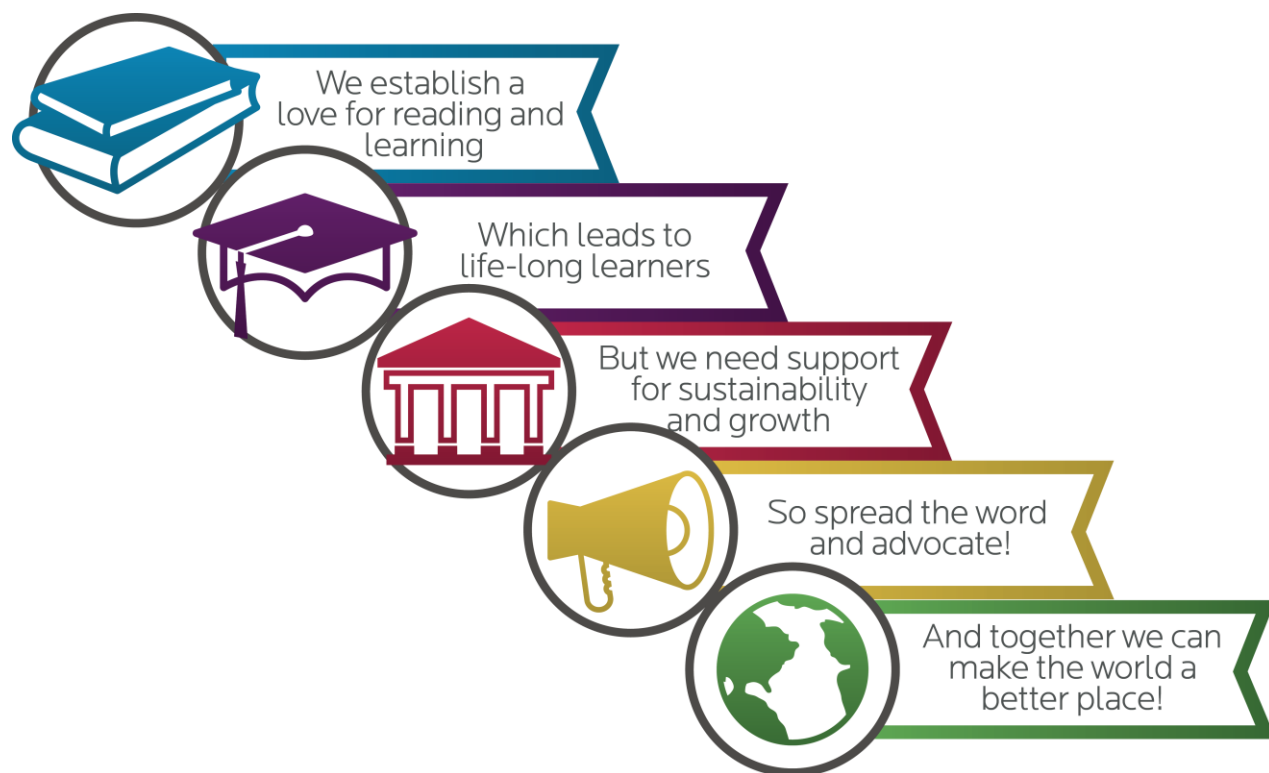 We establish a
love for reading and
learning
Which leads to
life-long learners
But we need support
for sustainability
and growth
So spread the word
and advocate!
And together we can
make the world a
better place!